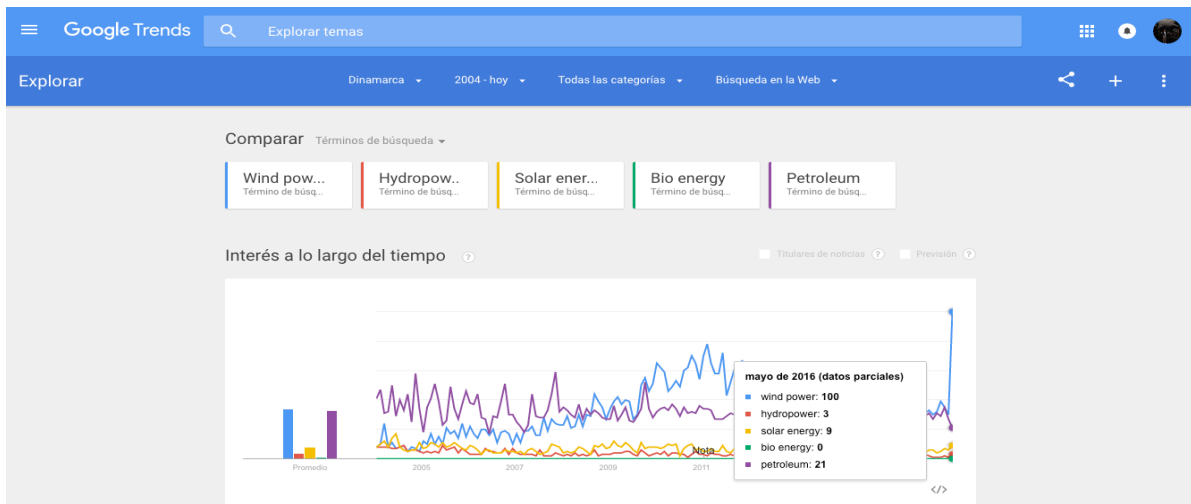 Google Trends
Explorar temas
Explorar
Dinamarca
2004 - hoy
Todas las categorías
Búsqueda en la Web
Comparar Términos de búsqueda
Wind pow...
Término de búsq...
Hydropow..
Término de búsq...
Solar ener...
Término de búsq...
Bio energy
Término de búsq...
Petroleum
Término de búsq...
Interés a lo largo del tiempo ?
Titulares de noticias ?
Previsión ?
mayo de 2016 (datos parciales)
wind power: 100
hydropower: 3
solar energy: 9
bio energy: 0
petroleum: 21
Nota
Promedio
2005
2007
2009
2011
</>